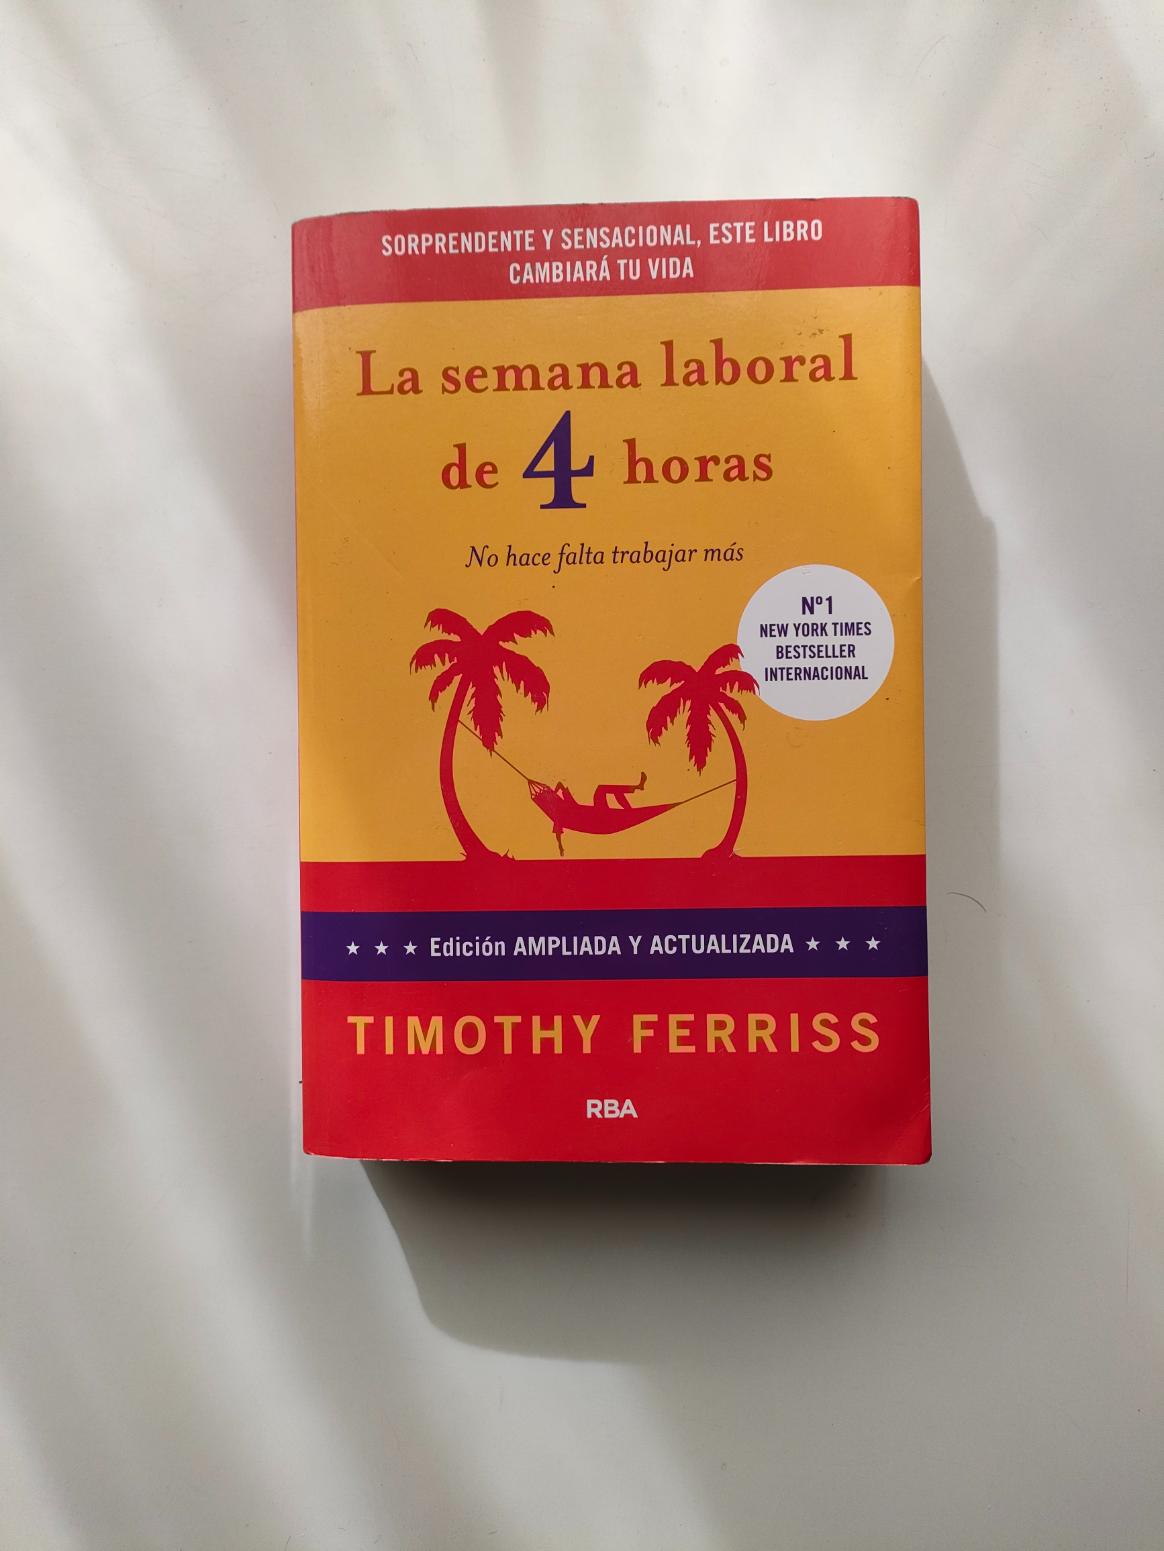 SORPRENDENTE Y SENSACIONAL, ESTE LIBRO
CAMBIARÁ TU VIDA
La semana laboral
de 4 horas
No hace falta trabajar más
Nº1
NEW YORK TIMES
BESTSELLER
INTERNACIONAL
★ ★ ★ Edición AMPLIADA Y ACTUALIZADA ★ ★ ★
TIMOTHY FERRISS
RBA